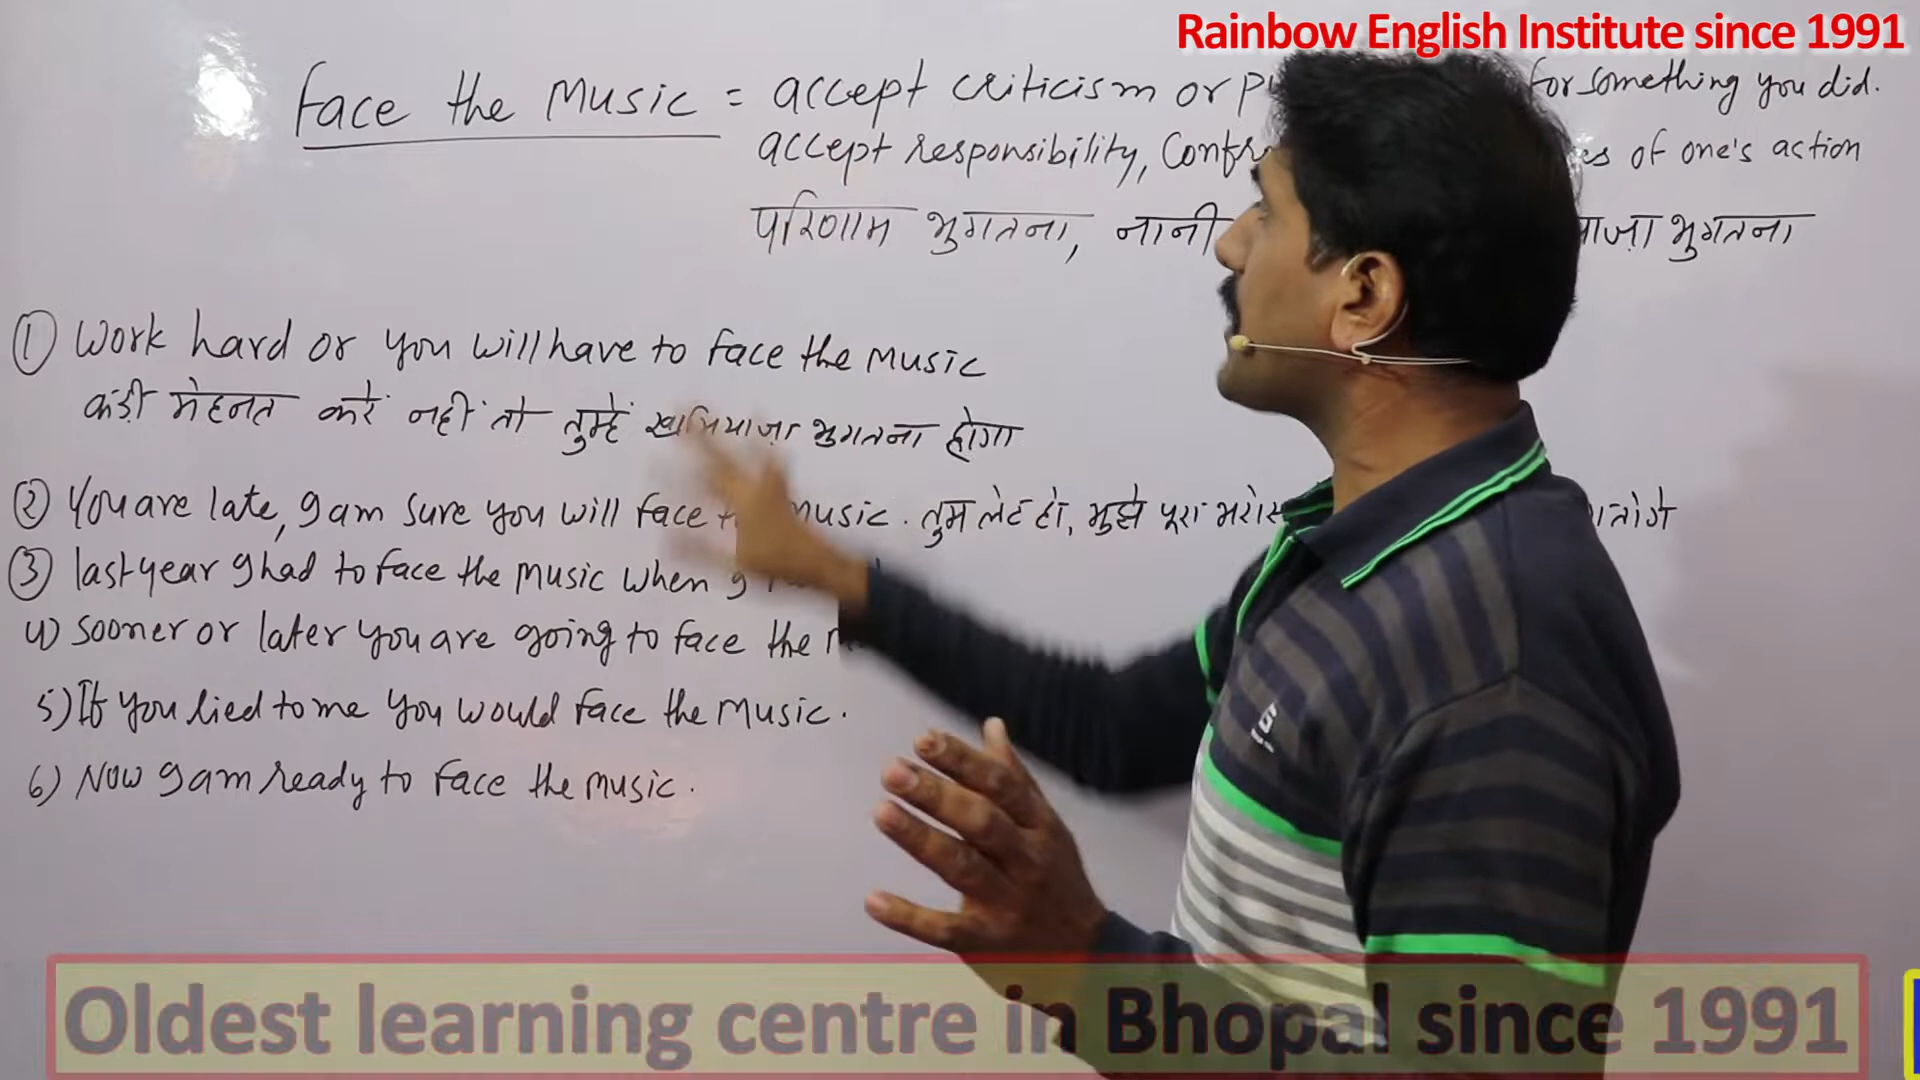 Rainbow English Institute since 1991
Face the Music = accept criticism or for something you did.
accept responsibility, of one's action
परिणाम भुगतना, नानी भुगतना
① Work hard or you will have to face the Music
कड़ी मेहनत करें नहीं तो तुम्हें खामियाज़ा भुगतना होगा
② You are late, I am sure you will face music. तुम लेट हो, मुझे पूरा
③ last year I had to face the Music when I
4) Sooner or later you are going to face the
5) If you lied to me you would face the Music.
6) Now I am ready to face the music.
Oldest learning centre in Bhopal since 1991